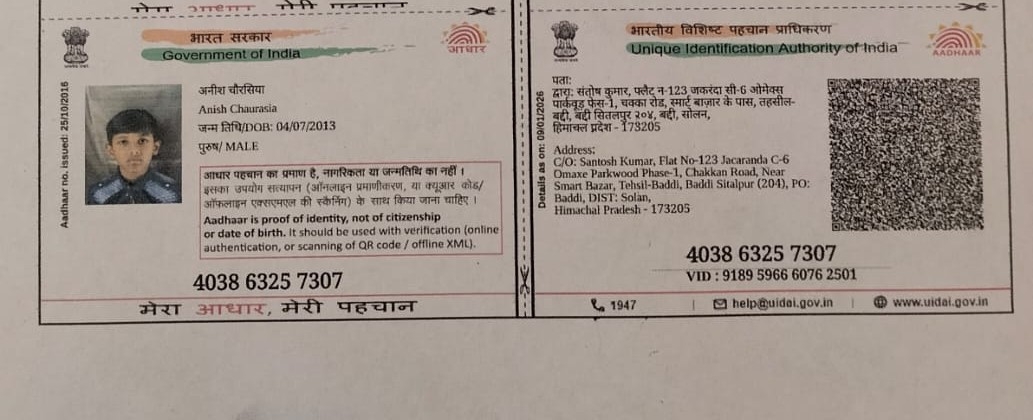 मेरा आधार, मेरी पहचान
भारत सरकार
Government of India
आधार
Aadhaar no. issued: 25/10/2016
अनीश चौरसिया
Anish Chaurasia
जन्म तिथि/DOB: 04/07/2013
पुरुष/ MALE
आधार पहचान का प्रमाण है, नागरिकता या जन्मतिथि का नहीं ।
इसका उपयोग सत्यापन (ऑनलाइन प्रमाणीकरण, या क्यूआर कोड/
ऑफलाइन एक्सएमएल की स्कैनिंग) के साथ किया जाना चाहिए ।
Aadhaar is proof of identity, not of citizenship
or date of birth. It should be used with verification (online
authentication, or scanning of QR code / offline XML).
4038 6325 7307
मेरा आधार, मेरी पहचान
भारतीय विशिष्ट पहचान प्राधिकरण
Unique Identification Authority of India
AADHAAR
Details as on: 09/01/2026
पता:
द्वारा: संतोष कुमार, फ्लैट न-123 जकरंदा सी-6 ओमेक्स
पार्कवूड फेस-1, चक्का रोड, स्मार्ट बाज़ार के पास, तहसील-
बद्दी, बद्दी सितलपुर २०४, बद्दी, सोलन,
हिमाचल प्रदेश - 173205
Address:
C/O: Santosh Kumar, Flat No-123 Jacaranda C-6
Omaxe Parkwood Phase-1, Chakkan Road, Near
Smart Bazar, Tehsil-Baddi, Baddi Sitalpur (204), PO:
Baddi, DIST: Solan,
Himachal Pradesh - 173205
4038 6325 7307
VID : 9189 5966 6076 2501
1947 | help@uidai.gov.in | www.uidai.gov.in